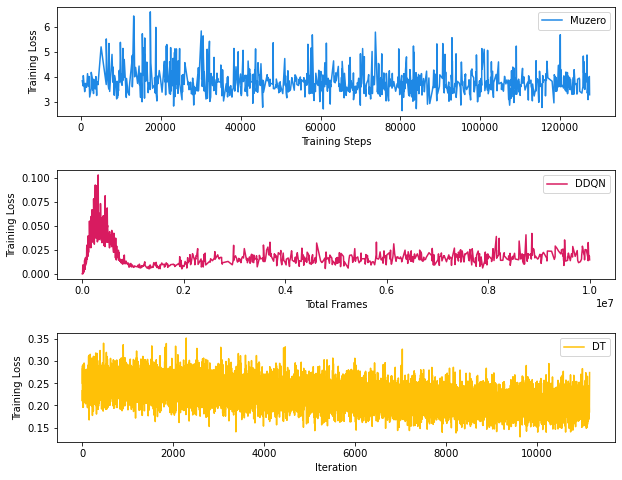 Training Loss
6
5
4
3
Muzero
0 20000 40000 60000 80000 100000 120000
Training Steps
Training Loss
0.100
0.075
0.050
0.025
0.000
DDQN
0.0 0.2 0.4 0.6 0.8 1.0
Total Frames
1e7
Training Loss
0.35
0.30
0.25
0.20
0.15
DT
0 2000 4000 6000 8000 10000
Iteration